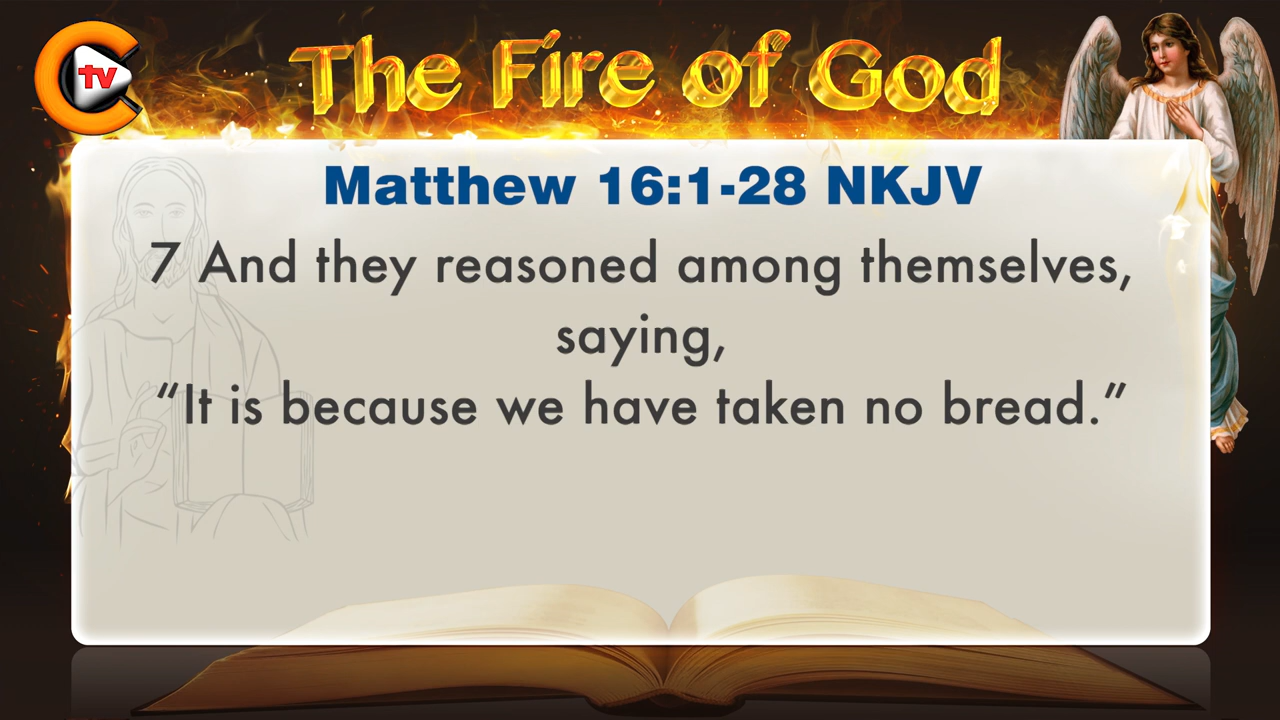 tv
The Fire of God
Matthew 16:1-28 NKJV
7 And they reasoned among themselves,
saying,
“It is because we have taken no bread.”